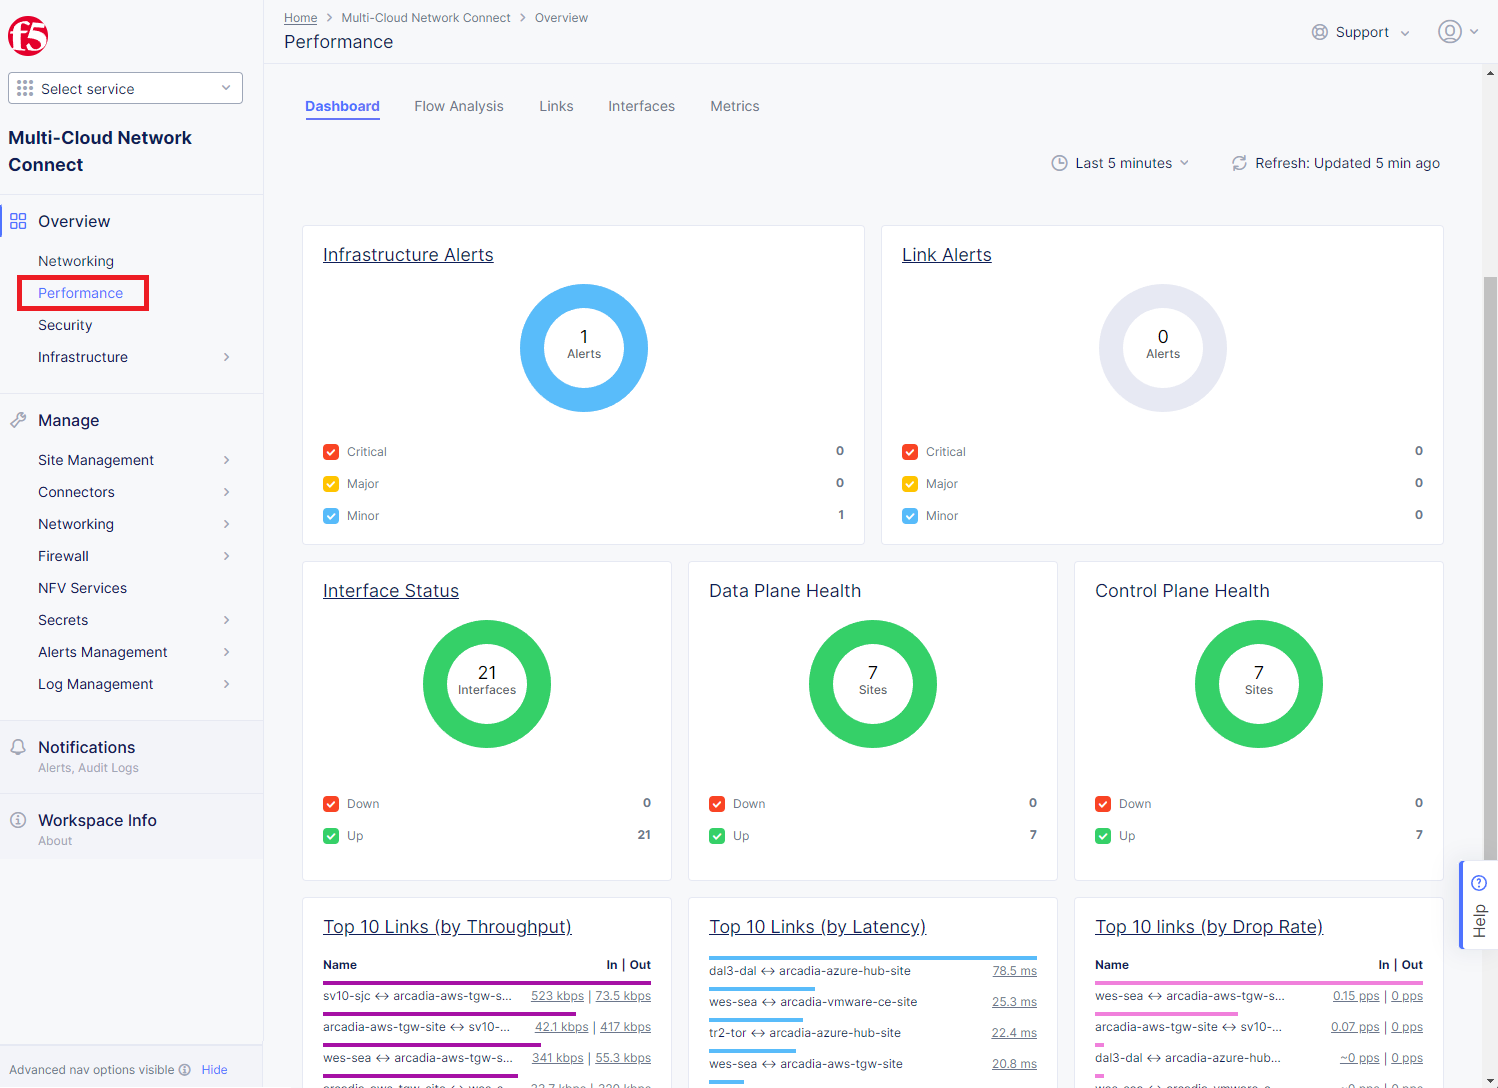 f5
Select service
Multi-Cloud Network
Connect
Overview
Networking
Performance
Security
Infrastructure
Manage
Site Management
Connectors
Networking
Firewall
NFV Services
Secrets
Alerts Management
Log Management
Notifications
Alerts, Audit Logs
Workspace Info
About
Advanced nav options visible Hide
Home > Multi-Cloud Network Connect > Overview
Performance
Support
Dashboard Flow Analysis Links Interfaces Metrics
Last 5 minutes Refresh: Updated 5 min ago
Infrastructure Alerts
1
Alerts
Critical 0
Major 0
Minor 1
Link Alerts
0
Alerts
Critical 0
Major 0
Minor 0
Interface Status
21
Interfaces
Down 0
Up 21
Data Plane Health
7
Sites
Down 0
Up 7
Control Plane Health
7
Sites
Down 0
Up 7
Top 10 Links (by Throughput)
Name In | Out
sv10-sjc <-> arcadia-aws-tgw-s... 523 kbps | 73.5 kbps
arcadia-aws-tgw-site <-> sv10-... 42.1 kbps | 417 kbps
wes-sea <-> arcadia-aws-tgw-s... 341 kbps | 55.3 kbps
Top 10 Links (by Latency)
dal3-dal <-> arcadia-azure-hub-site 78.5 ms
wes-sea <-> arcadia-vmware-ce-site 25.3 ms
tr2-tor <-> arcadia-azure-hub-site 22.4 ms
wes-sea <-> arcadia-aws-tgw-site 20.8 ms
Top 10 links (by Drop Rate)
Name In | Out
wes-sea <-> arcadia-aws-tgw-s... 0.15 pps | 0 pps
arcadia-aws-tgw-site <-> sv10-... 0.07 pps | 0 pps
dal3-dal <-> arcadia-azure-hub... ~0 pps | 0 pps
Help